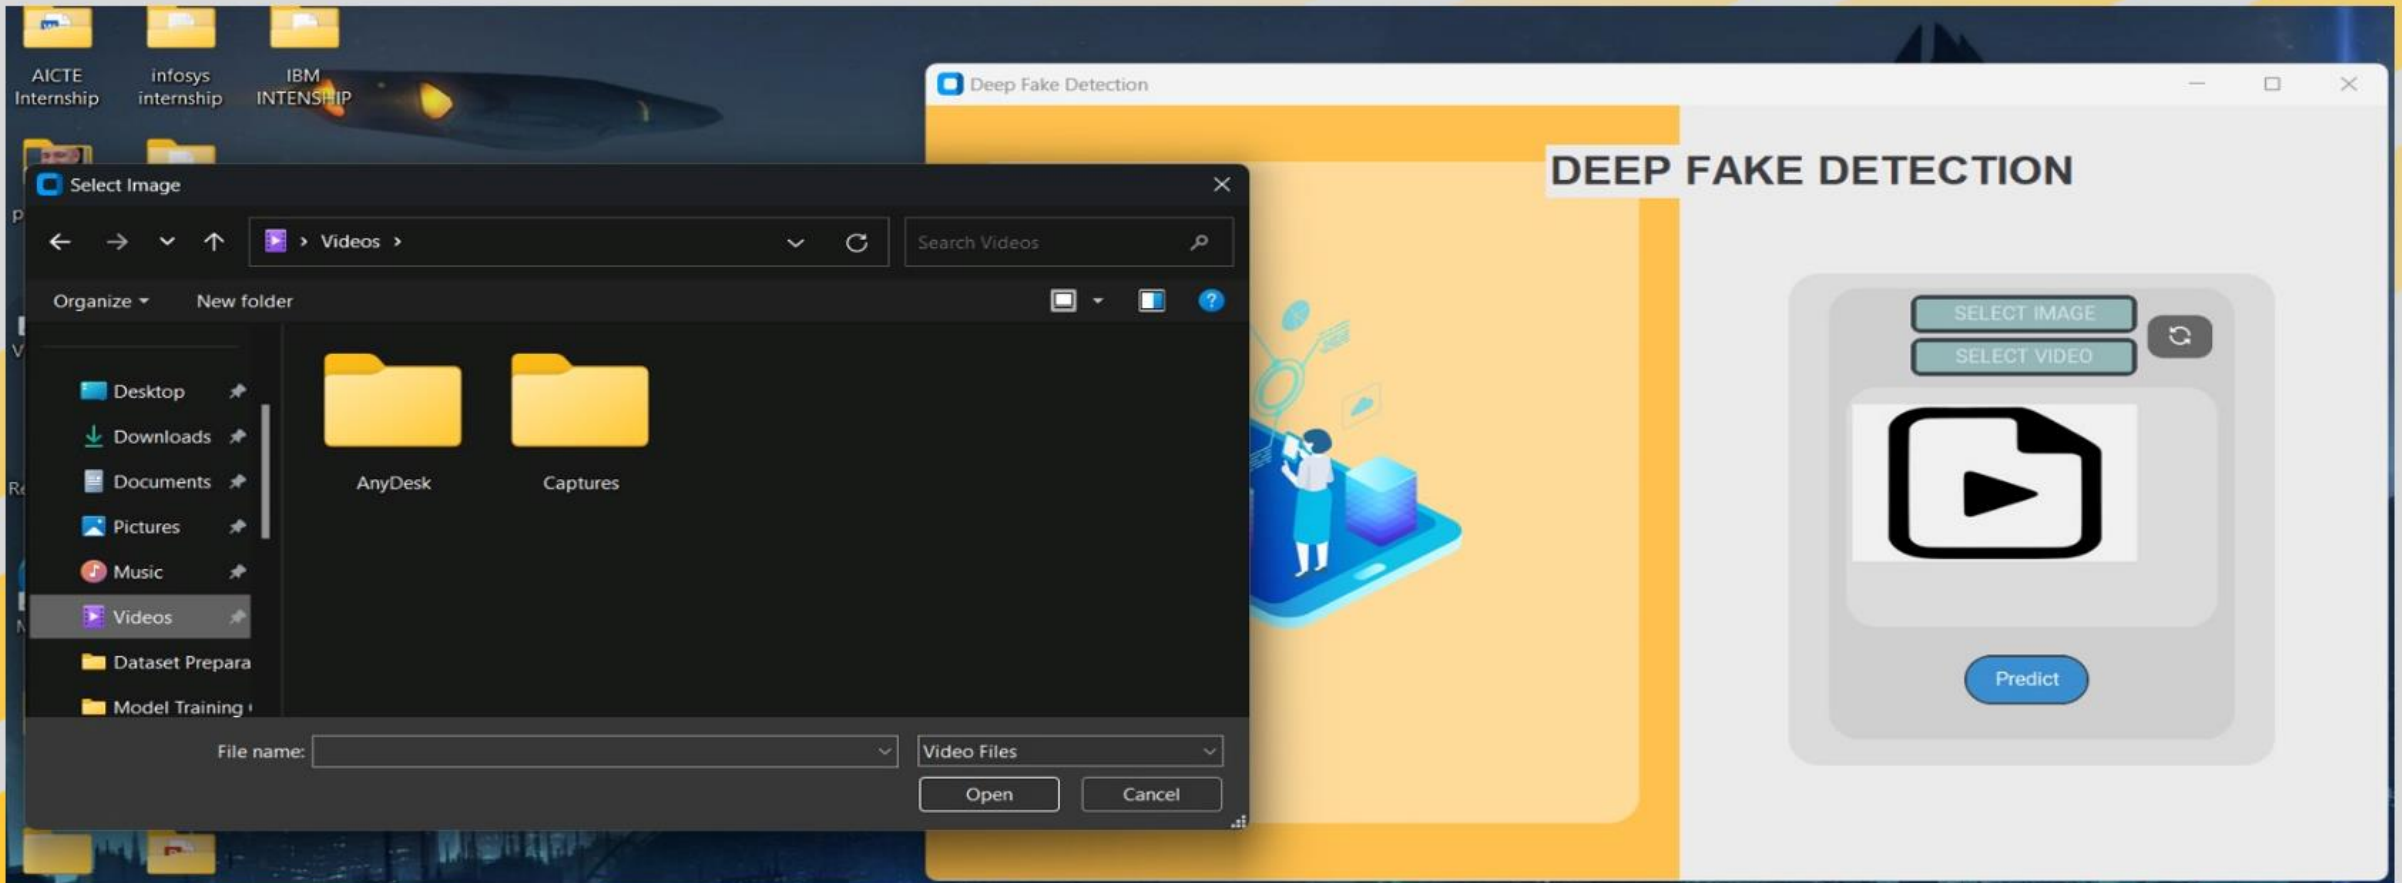 AICTE
Internship
infosys
internship
IBM
INTENSHIP
Select Image
Videos
Search Videos
Organize
New folder
Desktop
Downloads
Documents
Pictures
Music
Videos
Dataset Prepara
Model Training
AnyDesk
Captures
File name:
Video Files
Open
Cancel
Deep Fake Detection
DEEP FAKE DETECTION
SELECT IMAGE
SELECT VIDEO
Predict